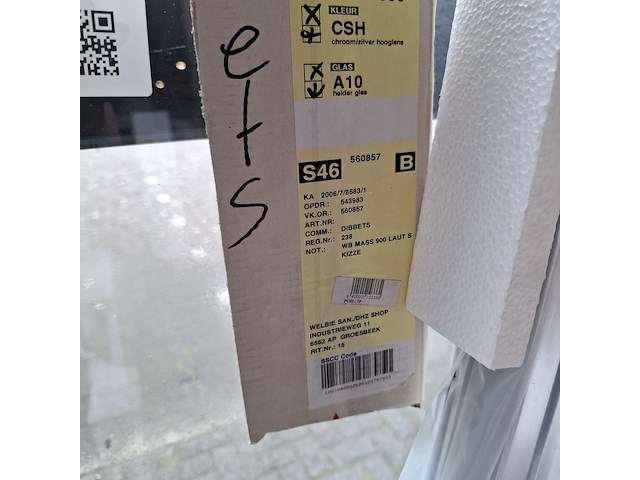 ets
KLEUR
CSH
chroom/zilver hooglans
GLAS
A10
helder glas
S46
560857
B
KA 2006/7/8583/1
OPDR.: 543983
VK.OR.: 560857
ART.NR:
COMM.: DIBBETS
REG.Nr.: 238
NOT.: WB MASS 900 LAUT S
KIZZE
WELBIE SAN./DHZ SHOP
INDUSTRIEWEG 11
6562 AP GROESBEEK
RIT.Nr.: 15
SSCC Code